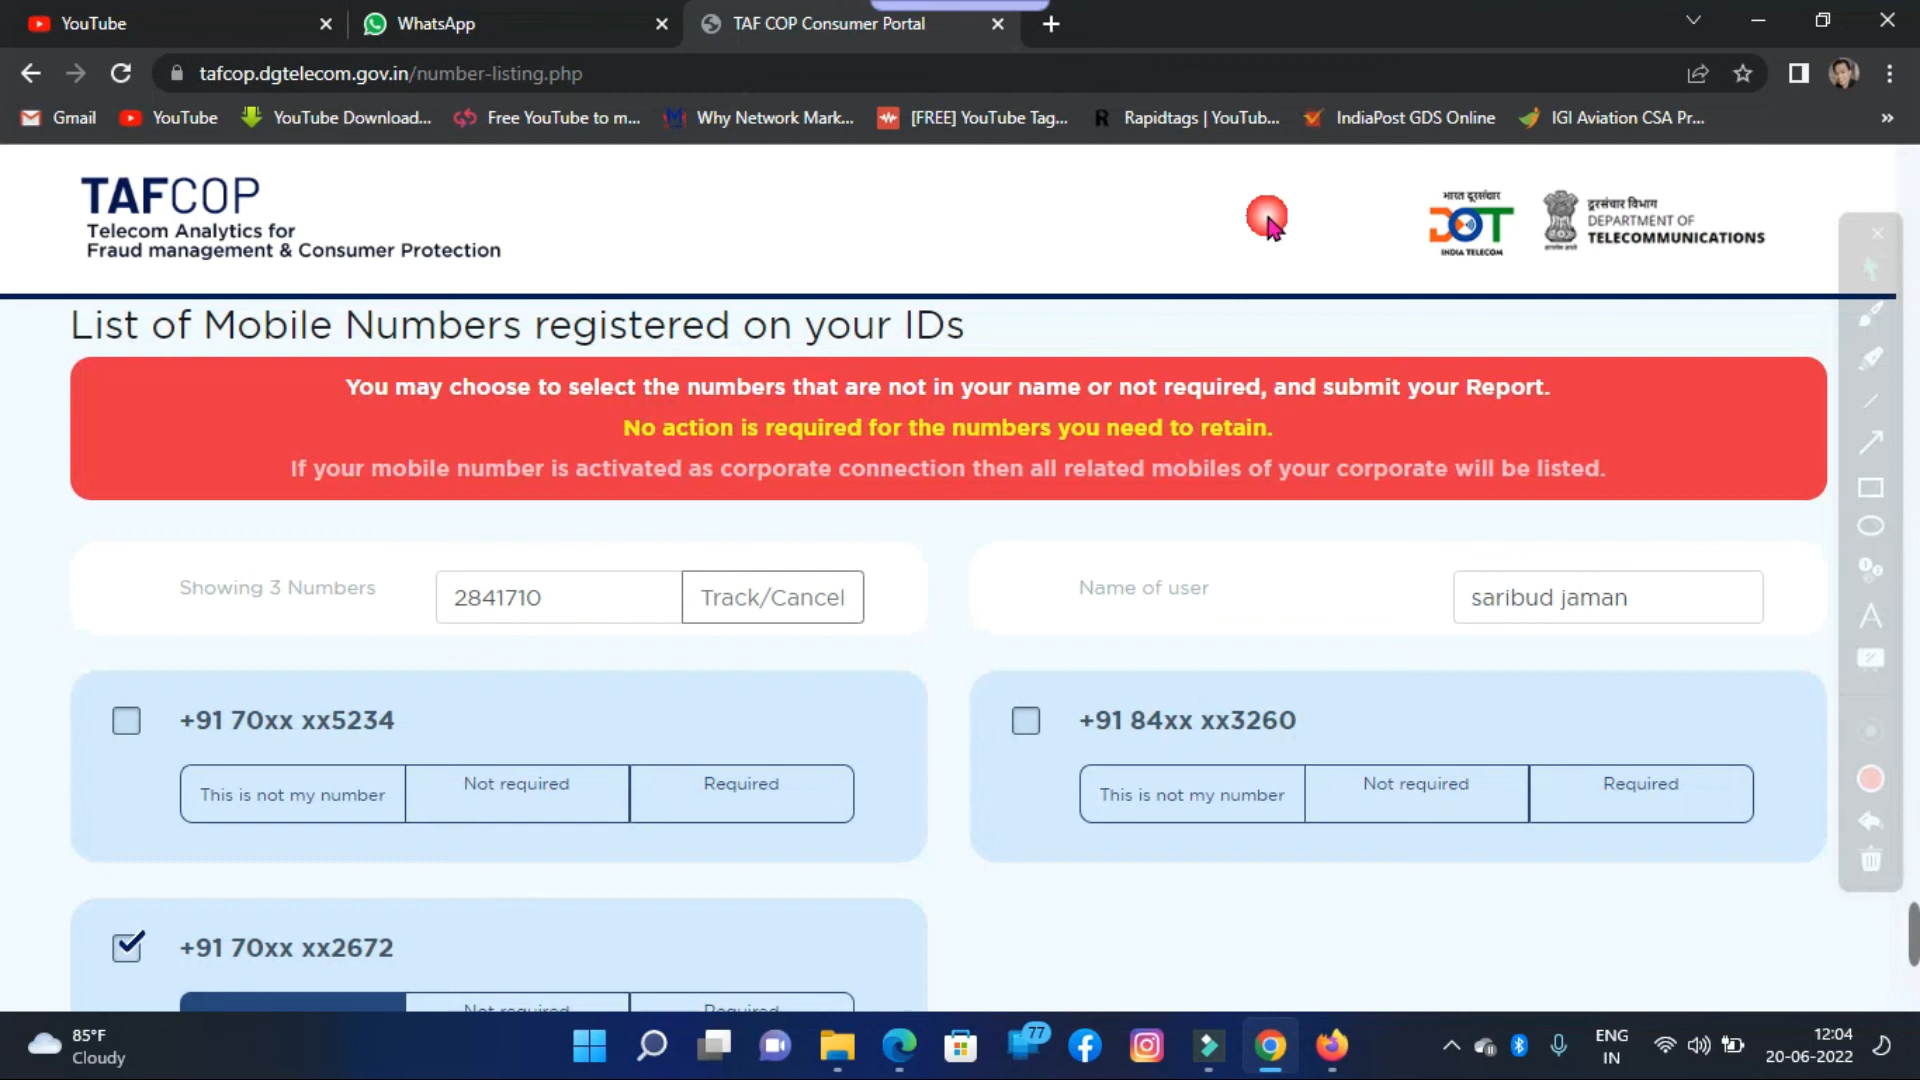 YouTube
WhatsApp
TAF COP Consumer Portal
tafcop.dgtelecom.gov.in/number-listing.php
Gmail
YouTube
YouTube Download...
Free YouTube to m...
Why Network Mark...
[FREE] YouTube Tag...
Rapidtags | YouTub...
IndiaPost GDS Online
IGI Aviation CSA Pr...
TAFCOP
Telecom Analytics for
Fraud management & Consumer Protection
भारत दूरसंचार
DOT
INDIA TELECOM
दूरसंचार विभाग
DEPARTMENT OF
TELECOMMUNICATIONS
List of Mobile Numbers registered on your IDs
You may choose to select the numbers that are not in your name or not required, and submit your Report.
No action is required for the numbers you need to retain.
If your mobile number is activated as corporate connection then all related mobiles of your corporate will be listed.
Showing 3 Numbers
2841710
Track/Cancel
Name of user
saribud jaman
+91 70xx xx5234
This is not my number
Not required
Required
+91 84xx xx3260
This is not my number
Not required
Required
+91 70xx xx2672
Not required
Required
85°F
Cloudy
77
ENG
IN
12:04
20-06-2022